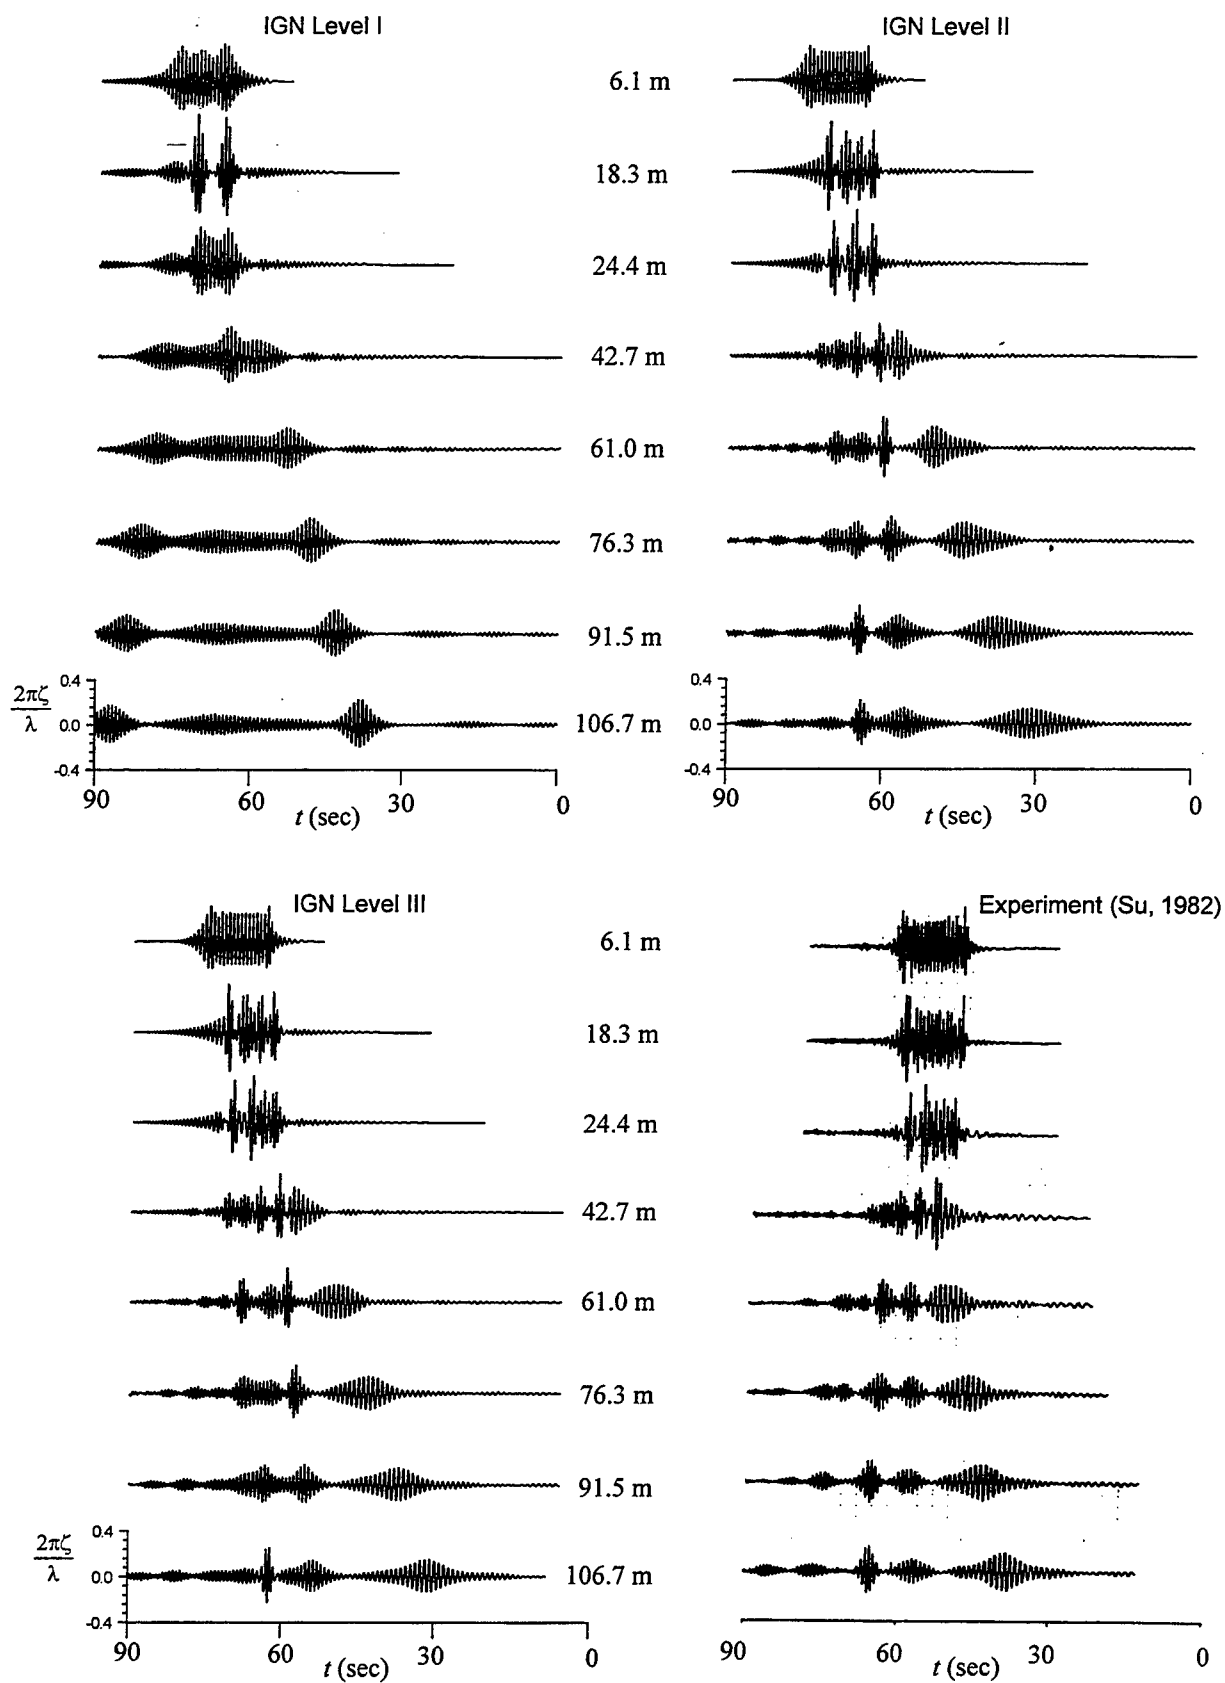 IGN Level I
IGN Level II
6.1 m
18.3 m
24.4 m
42.7 m
61.0 m
76.3 m
91.5 m
106.7 m
2πζ
λ
0.4
0.0
-0.4
90 60 30 0
t (sec)
0.4
0.0
-0.4
90 60 30 0
t (sec)
IGN Level III
Experiment (Su, 1982)
6.1 m
18.3 m
24.4 m
42.7 m
61.0 m
76.3 m
91.5 m
106.7 m
2πζ
λ
0.4
0.0
-0.4
90 60 30 0
t (sec)
90 60 30 0
t (sec)